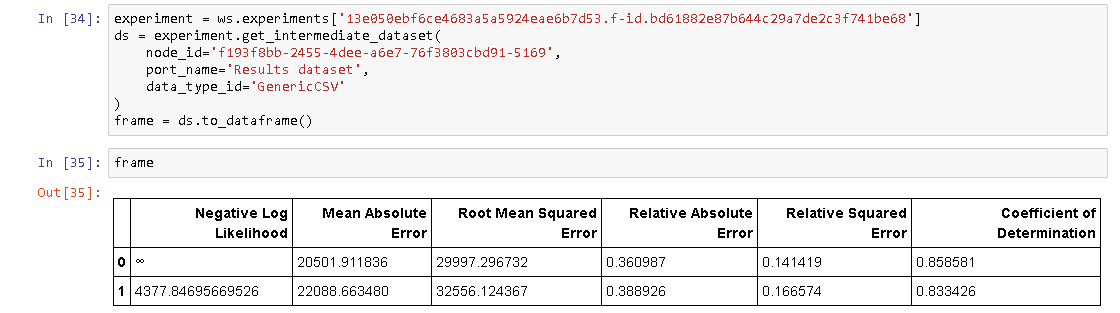 In [34]: experiment = ws.experiments['13e050ebf6ce4683a5a5924eae6b7d53.f-id.bd61882e87b644c29a7de2c3f741be68']
ds = experiment.get_intermediate_dataset(
    node_id='f193f8bb-2455-4dee-a6e7-76f3803cbd91-5169',
    port_name='Results dataset',
    data_type_id='GenericCSV'
)
frame = ds.to_dataframe()
In [35]: frame
Out[35]:
Negative Log Likelihood Mean Absolute Error Root Mean Squared Error Relative Absolute Error Relative Squared Error Coefficient of Determination
0 ∞ 20501.911836 29997.296732 0.360987 0.141419 0.858581
1 4377.84695669526 22088.663480 32556.124367 0.388926 0.166574 0.833426